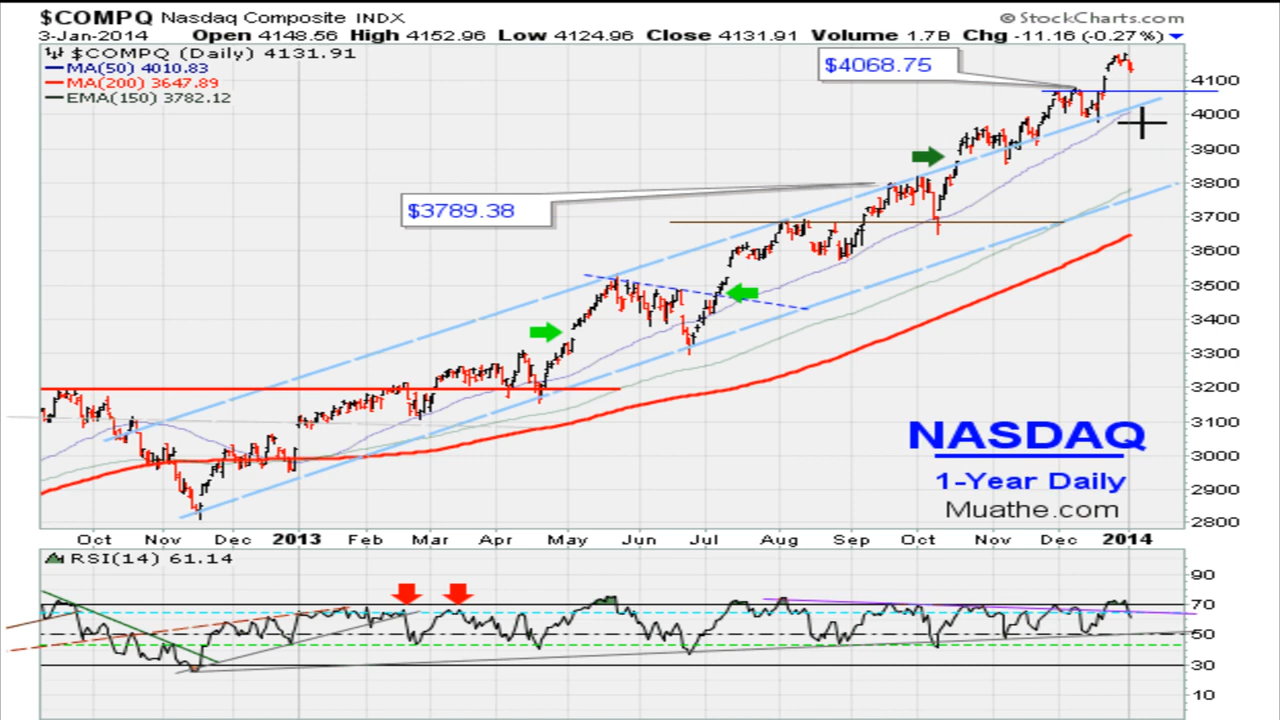 $COMPQ Nasdaq Composite INDX © StockCharts.com
3-Jan-2014 Open 4148.56 High 4152.96 Low 4124.96 Close 4131.91 Volume 1.7B Chg -11.16 (-0.27%)
$COMPQ (Daily) 4131.91
MA(50) 4010.83
MA(200) 3647.89
EMA(150) 3782.12
$4068.75
$3789.38
4100
4000
3900
3800
3700
3600
3500
3400
3300
3200
3100
3000
2900
2800
NASDAQ
1-Year Daily
Muathe.com
Oct Nov Dec 2013 Feb Mar Apr May Jun Jul Aug Sep Oct Nov Dec 2014
RSI(14) 61.14
90
70
50
30
10